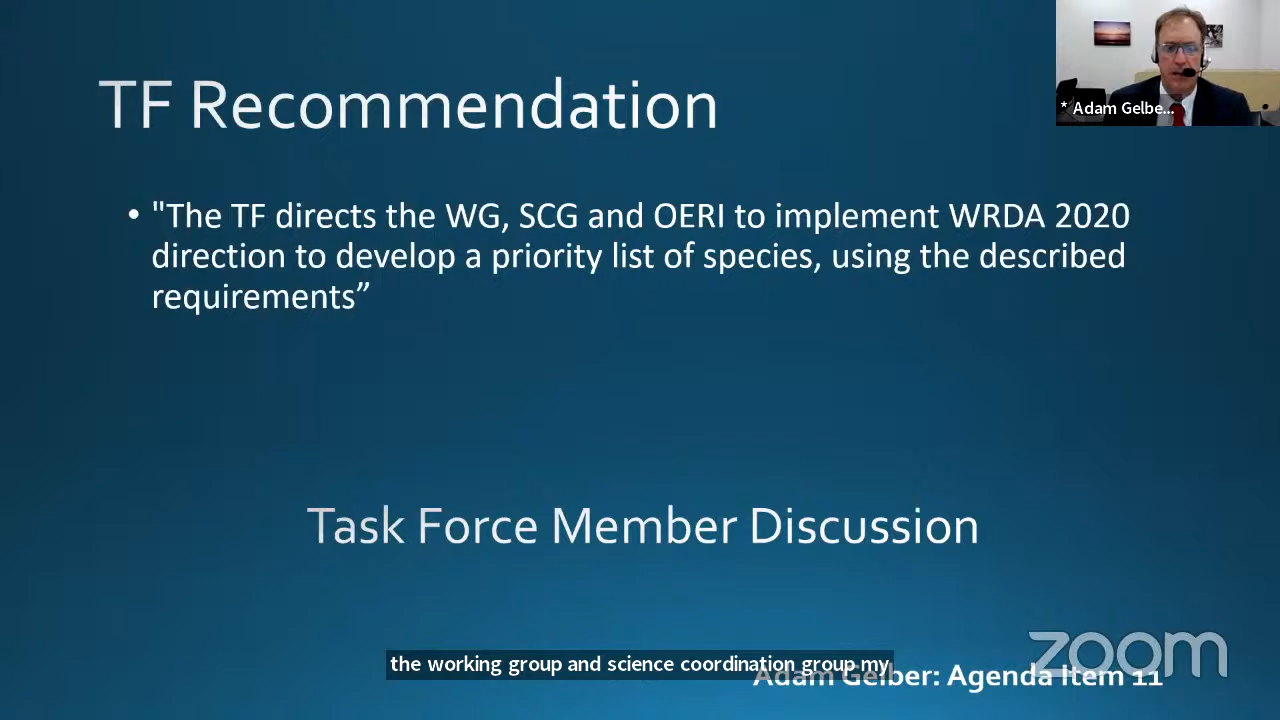 TF Recommendation
* Adam Gelbe...
• "The TF directs the WG, SCG and OERI to implement WRDA 2020
direction to develop a priority list of species, using the described
requirements”
Task Force Member Discussion
the working group and science coordination group my
Adam Gelber: Agenda Item 11
zoom